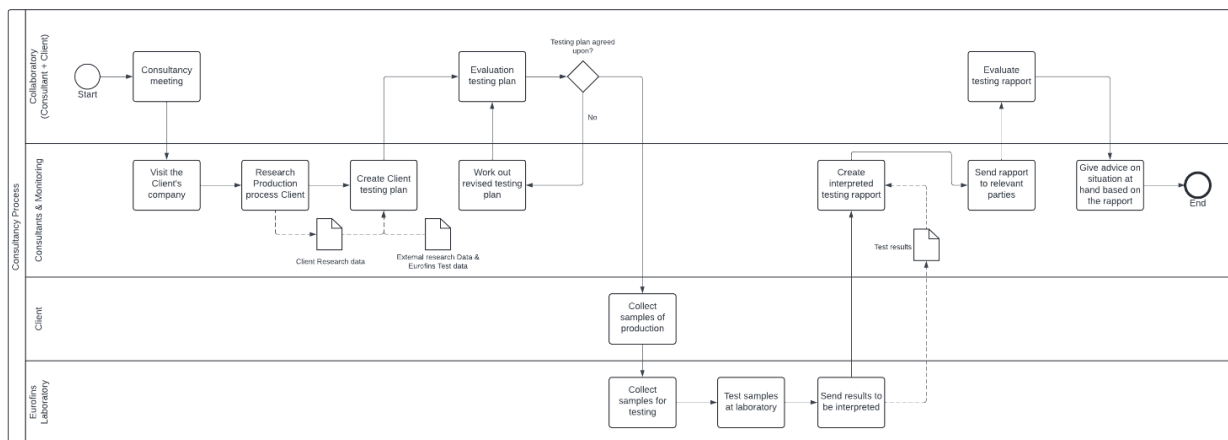 Consultancy Process
Collaboratory
(Consultant + Client)
Start
Consultancy
meeting
Evaluation
testing plan
Testing plan agreed
upon?
No
Evaluate
testing rapport
Consultants & Monitoring
Visit the
Client's
company
Research
Production
process Client
Create Client
testing plan
Work out
revised testing
plan
Client Research data
External research Data &
Eurofins Test data
Create
interpreted
testing rapport
Test results
Send rapport
to relevant
parties
Give advice on
situation at
hand based on
the rapport
End
Client
Collect
samples of
production
Eurofins
Laboratory
Collect
samples for
testing
Test samples
at laboratory
Send results to
be interpreted